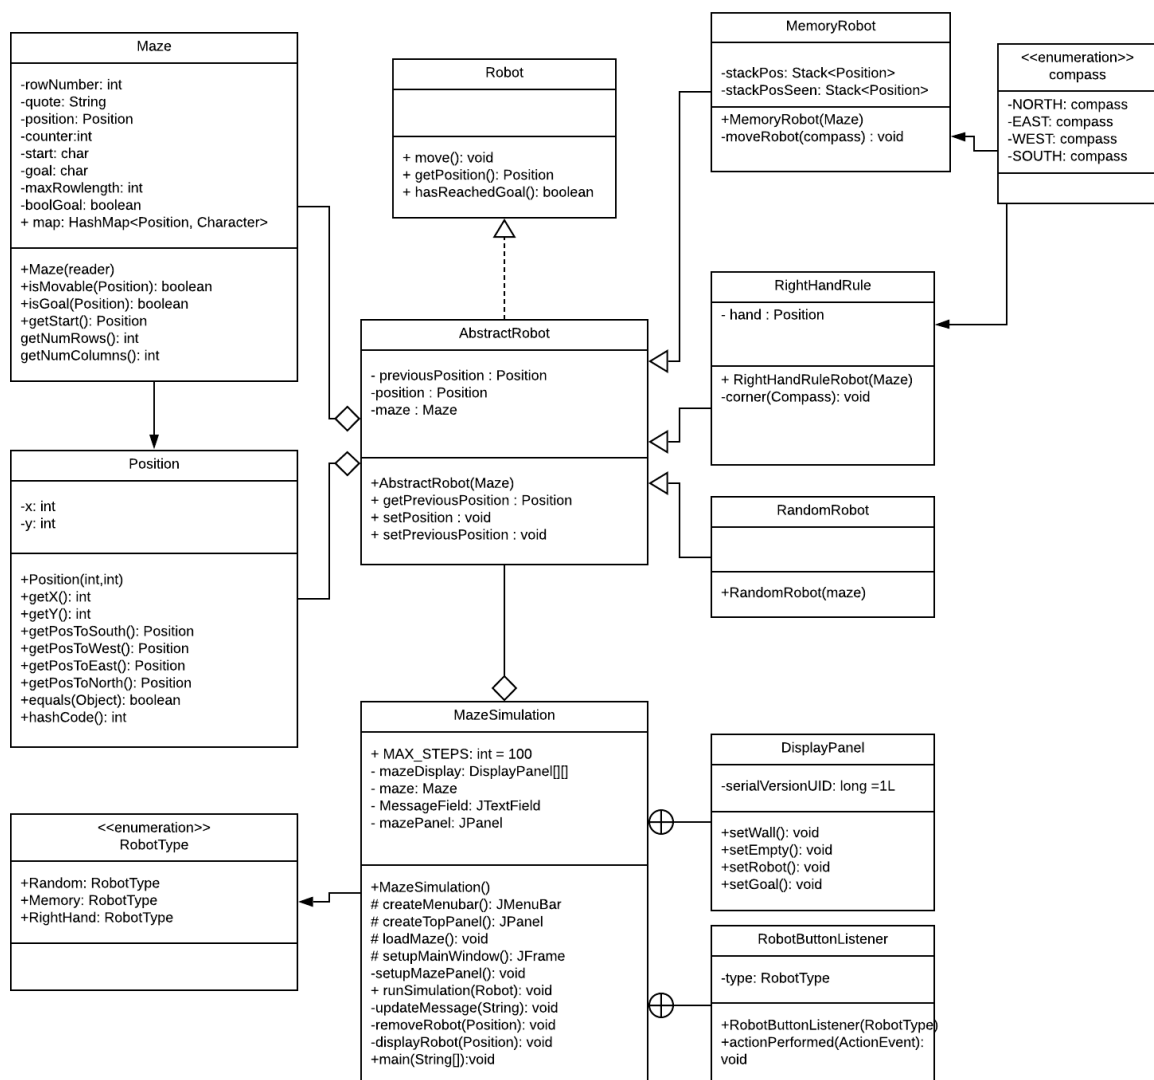 Maze
-rowNumber: int
-quote: String
-position: Position
-counter:int
-start: char
-goal: char
-maxRowlength: int
-boolGoal: boolean
+ map: HashMap<Position, Character>
+Maze(reader)
+isMovable(Position): boolean
+isGoal(Position): boolean
+getStart(): Position
getNumRows(): int
getNumColumns(): int
Position
-x: int
-y: int
+Position(int,int)
+getX(): int
+getY(): int
+getPosToSouth(): Position
+getPosToWest(): Position
+getPosToEast(): Position
+getPosToNorth(): Position
+equals(Object): boolean
+hashCode(): int
<<enumeration>>
RobotType
+Random: RobotType
+Memory: RobotType
+RightHand: RobotType
Robot
+ move(): void
+ getPosition(): Position
+ hasReachedGoal(): boolean
AbstractRobot
- previousPosition : Position
-position : Position
-maze : Maze
+AbstractRobot(Maze)
+ getPreviousPosition : Position
+ setPosition : void
+ setPreviousPosition : void
MazeSimulation
+ MAX_STEPS: int = 100
- mazeDisplay: DisplayPanel[][]
- maze: Maze
- MessageField: JTextField
- mazePanel: JPanel
+MazeSimulation()
# createMenubar(): JMenuBar
# createTopPanel(): JPanel
# loadMaze(): void
# setupMainWindow(): JFrame
-setupMazePanel(): void
+ runSimulation(Robot): void
-updateMessage(String): void
-removeRobot(Position): void
-displayRobot(Position): void
+main(String[]):void
MemoryRobot
-stackPos: Stack<Position>
-stackPosSeen: Stack<Position>
+MemoryRobot(Maze)
-moveRobot(compass) : void
<<enumeration>>
compass
-NORTH: compass
-EAST: compass
-WEST: compass
-SOUTH: compass
RightHandRule
- hand : Position
+ RightHandRuleRobot(Maze)
-corner(Compass): void
RandomRobot
+RandomRobot(maze)
DisplayPanel
-serialVersionUID: long =1L
+setWall(): void
+setEmpty(): void
+setRobot(): void
+setGoal(): void
RobotButtonListener
-type: RobotType
+RobotButtonListener(RobotType)
+actionPerformed(ActionEvent):
void